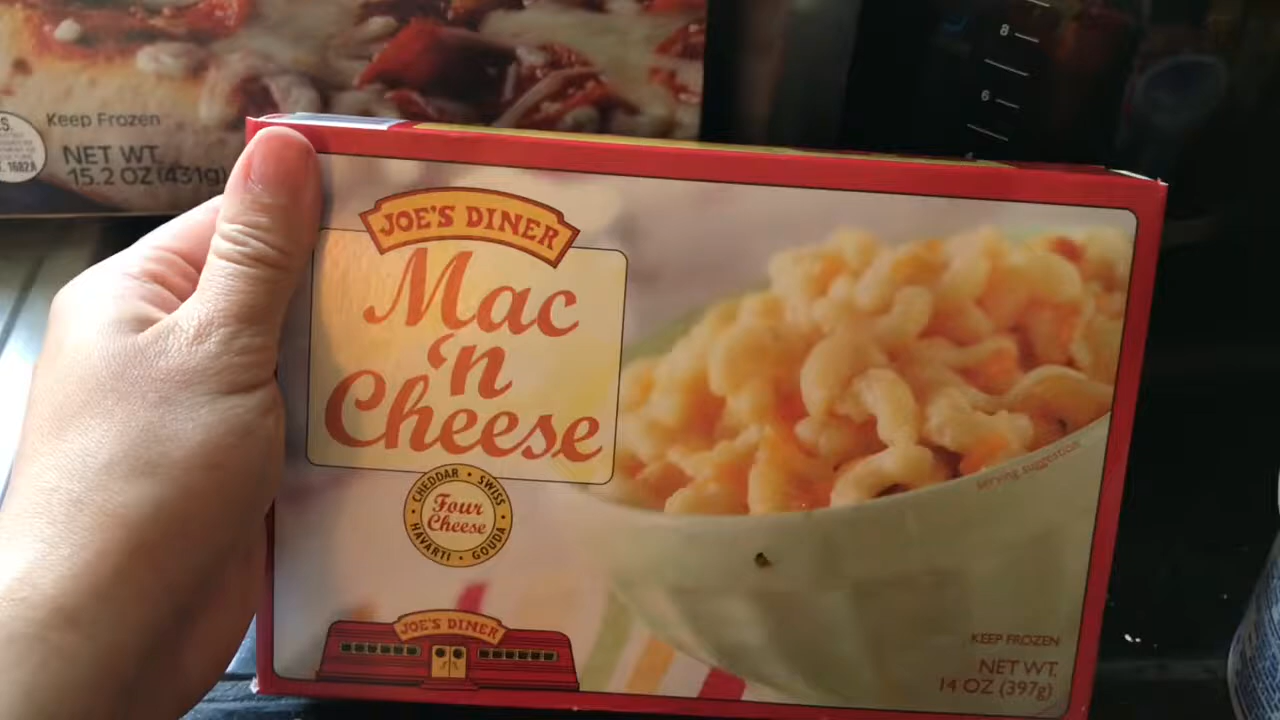 8
6
S.
1682A
Keep Frozen
NET WT.
15.2 OZ (431g)
JOE'S DINER
Mac
'n
Cheese
CHEDDAR • SWISS
Four
Cheese
HAVARTI • GOUDA
JOE'S DINER
serving suggestion
KEEP FROZEN
NET WT.
14 OZ (397g)